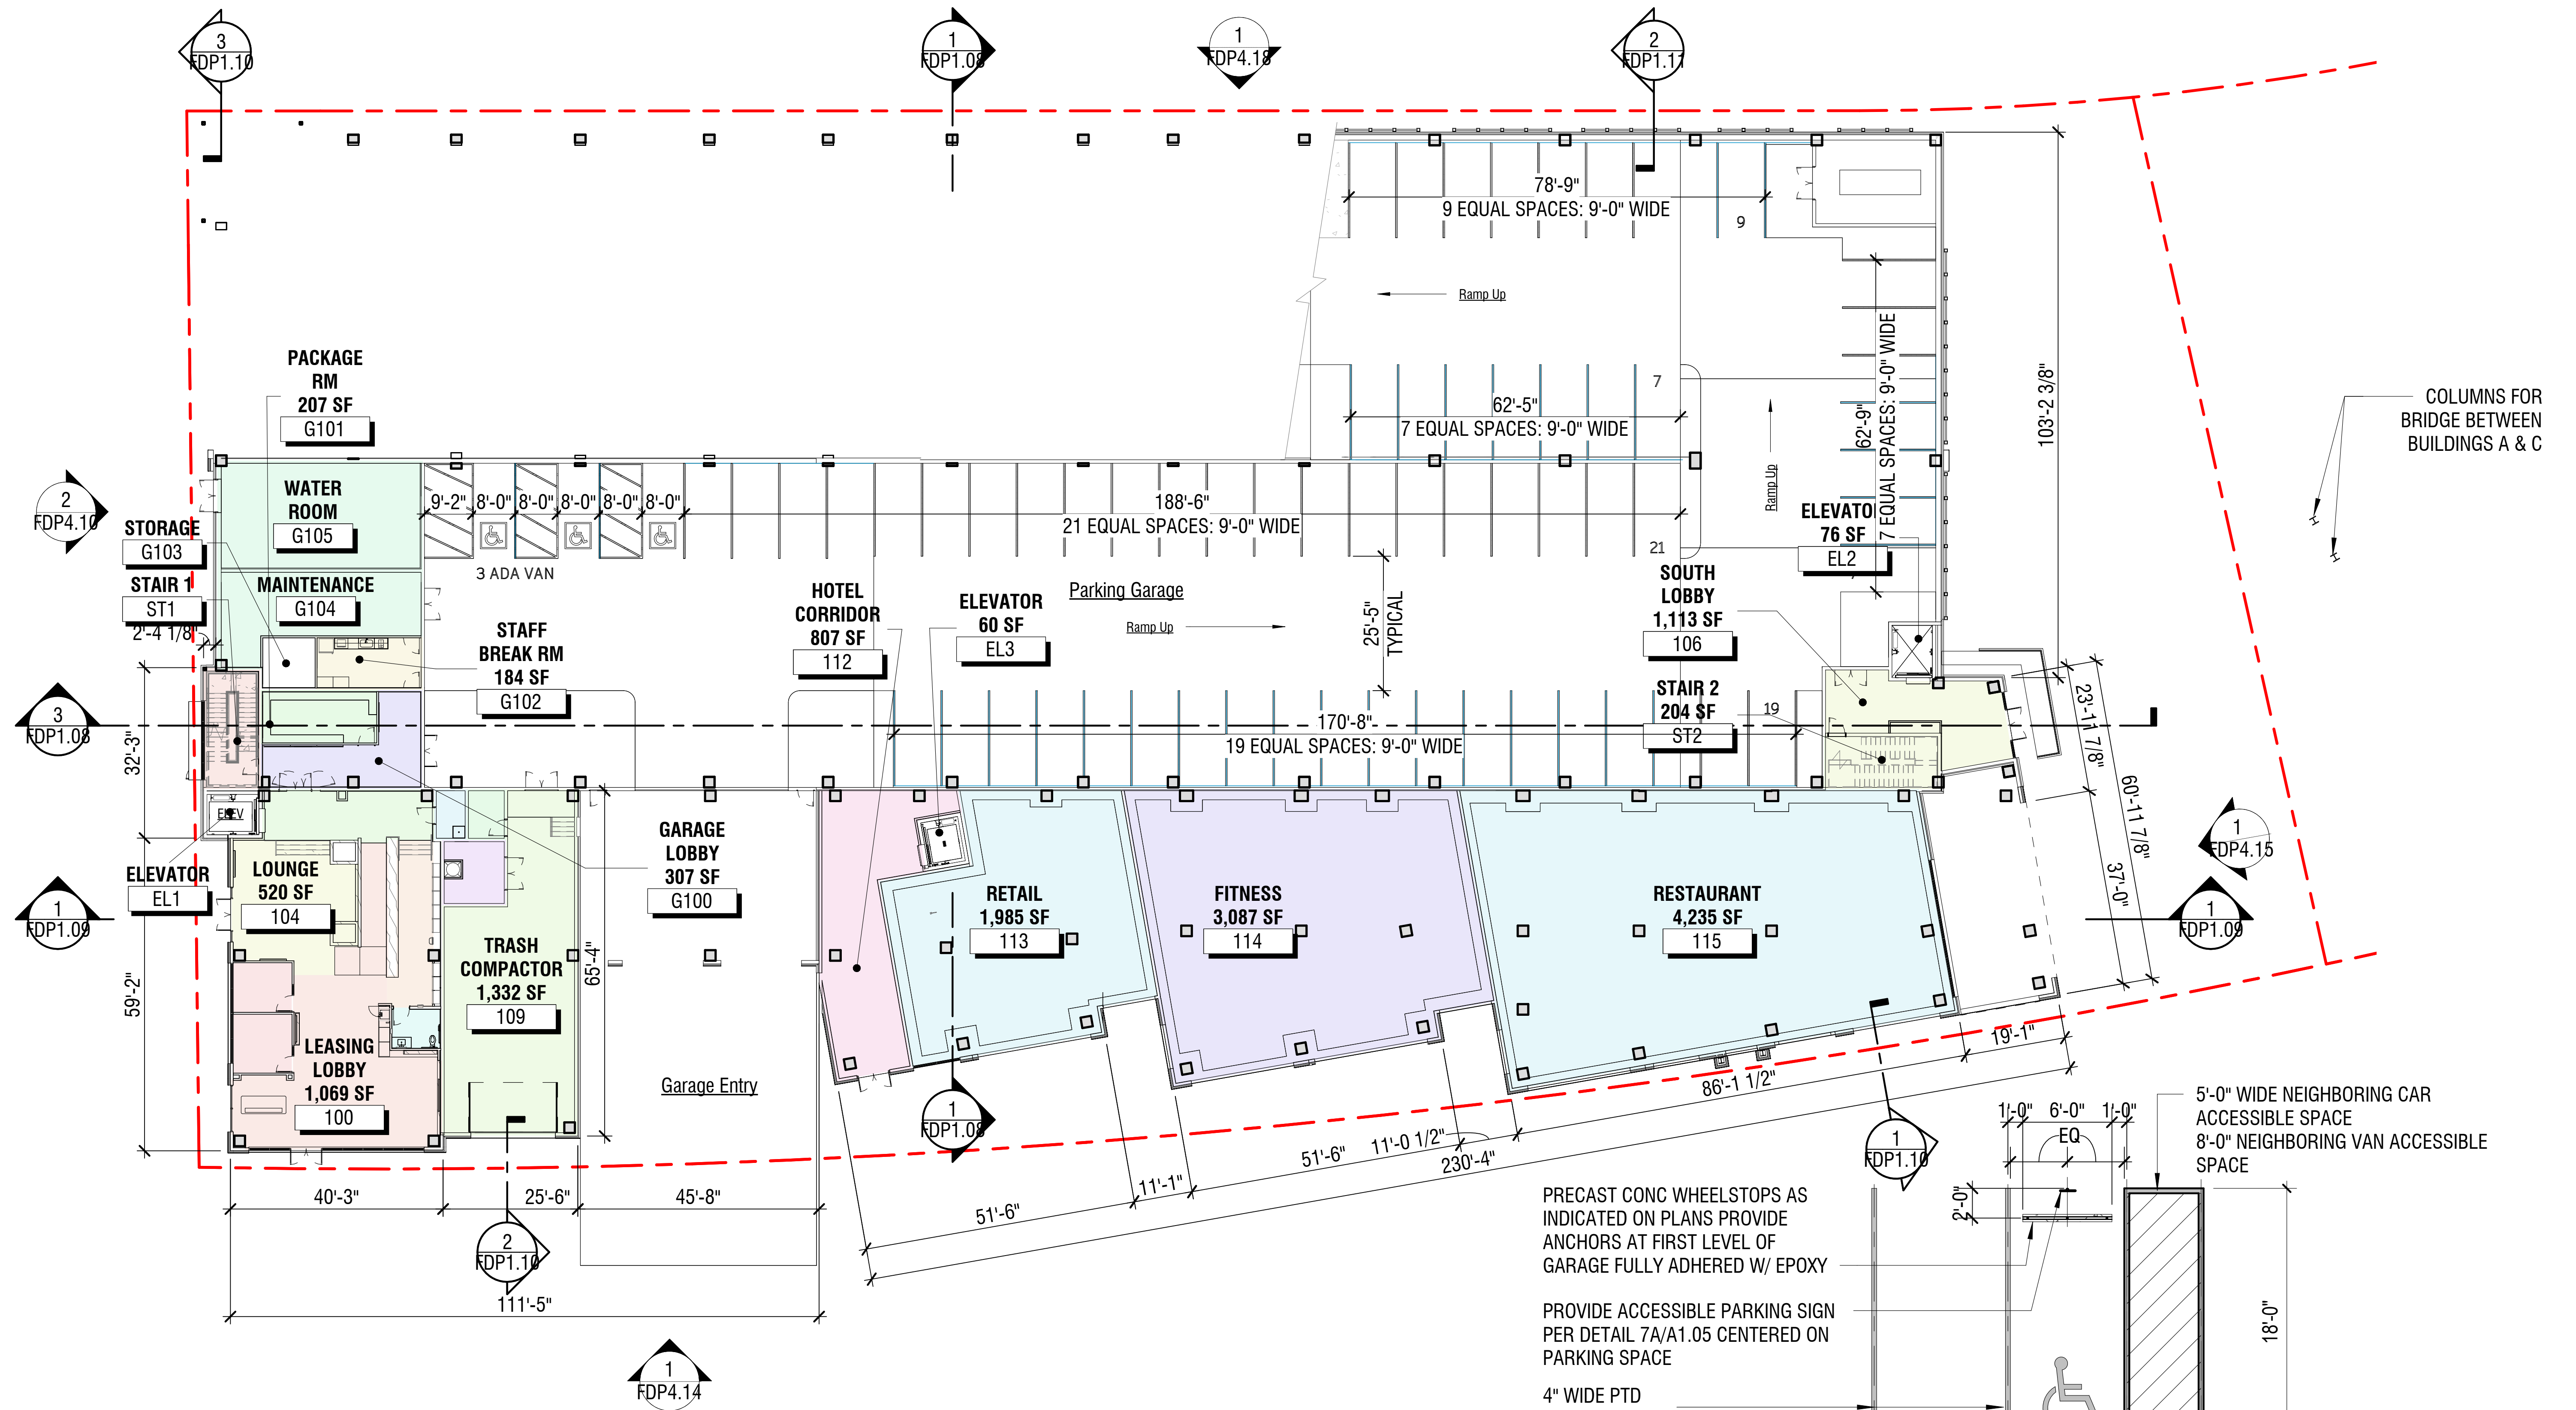 3
FDP1.10
1
FDP1.08
1
FDP4.18
2
FDP1.11
78'-9"
9 EQUAL SPACES: 9'-0" WIDE
9
Ramp Up
7
62'-5"
7 EQUAL SPACES: 9'-0" WIDE
62'-9"
7 EQUAL SPACES: 9'-0" WIDE
Ramp Up
103'-2 3/8"
COLUMNS FOR
BRIDGE BETWEEN
BUILDINGS A & C
PACKAGE
RM
207 SF
G101
WATER
ROOM
G105
2
FDP4.10
STORAGE
G103
STAIR 1
ST1
2'-4 1/8"
MAINTENANCE
G104
9'-2"
8'-0"
8'-0"
8'-0"
8'-0"
8'-0"
3 ADA VAN
188'-6"
21 EQUAL SPACES: 9'-0" WIDE
21
STAFF
BREAK RM
184 SF
G102
HOTEL
CORRIDOR
807 SF
112
ELEVATOR
60 SF
EL3
Parking Garage
Ramp Up
25'-5"
TYPICAL
SOUTH
LOBBY
1,113 SF
106
ELEVATO
76 SF
EL2
STAIR 2
204 SF
ST2
19
170'-8"
19 EQUAL SPACES: 9'-0" WIDE
3
FDP1.08
32'-3"
ELEV
ELEVATOR
EL1
1
FDP1.09
59'-2"
LOUNGE
520 SF
104
LEASING
LOBBY
1,069 SF
100
TRASH
COMPACTOR
1,332 SF
109
65'-4"
GARAGE
LOBBY
307 SF
G100
Garage Entry
RETAIL
1,985 SF
113
FITNESS
3,087 SF
114
RESTAURANT
4,235 SF
115
23'-11 7/8"
60'-11 7/8"
37'-0"
1
FDP4.15
1
FDP1.09
19'-1"
86'-1 1/2"
11'-0 1/2"
51'-6"
230'-4"
11'-1"
51'-6"
1
FDP1.08
1
FDP1.10
40'-3"
25'-6"
45'-8"
2
FDP1.10
111'-5"
1
FDP4.14
1'-0"
6'-0"
1'-0"
EQ
2'-0"
5'-0" WIDE NEIGHBORING CAR
ACCESSIBLE SPACE
8'-0" NEIGHBORING VAN ACCESSIBLE
SPACE
PRECAST CONC WHEELSTOPS AS
INDICATED ON PLANS PROVIDE
ANCHORS AT FIRST LEVEL OF
GARAGE FULLY ADHERED W/ EPOXY
PROVIDE ACCESSIBLE PARKING SIGN
PER DETAIL 7A/A1.05 CENTERED ON
PARKING SPACE
4" WIDE PTD
18'-0"